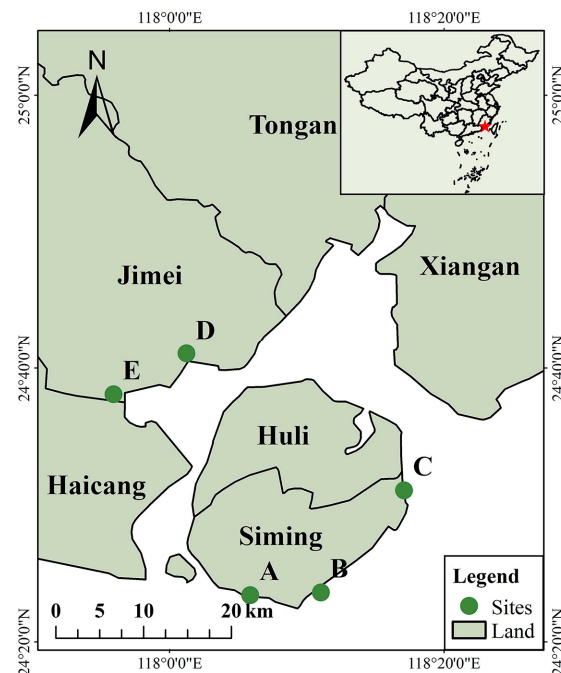 118°0'0"E
118°20'0"E
25°0'0"N
25°0'0"N
N
Tongan
Jimei
Xiangan
D
24°40'0"N
24°40'0"N
E
Huli
C
Haicang
Siming
A
B
Legend
Sites
Land
0 5 10 20 km
24°20'0"N
24°20'0"N
118°0'0"E
118°20'0"E